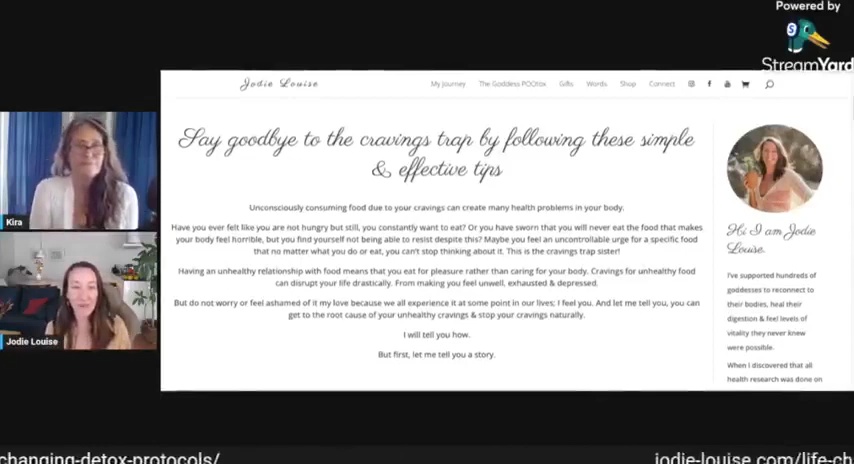 Powered by
StreamYard
Jodie Louise
My Journey The Goddess POOtox Gifts Words Shop Connect
Say goodbye to the cravings trap by following these simple
& effective tips
Unconsciously consuming food due to your cravings can create many health problems in your body.
Have you ever felt like you are not hungry but still, you constantly want to eat? Or you have sworn that you will never eat the food that makes
your body feel horrible, but you find yourself not being able to resist despite this? Maybe you feel an uncontrollable urge for a specific food
that no matter what you do or eat, you can't stop thinking about it. This is the cravings trap sister!
Having an unhealthy relationship with food means that you eat for pleasure rather than caring for your body. Cravings for unhealthy food
can disrupt your life drastically. From making you feel unwell, exhausted & depressed.
But do not worry or feel ashamed of it my love because we all experience it at some point in our lives; I feel you. And let me tell you, you can
get to the root cause of your unhealthy cravings & stop your cravings naturally.
I will tell you how.
But first, let me tell you a story.
Hi I am Jodie
Louise.
I've supported hundreds of
goddesses to reconnect to
their bodies, heal their
digestion & feel levels of
vitality they never knew
were possible.
When I discovered that all
health research was done on
Kira
Jodie Louise
changing-detox-protocols/
jodie-louise.com/life-ch